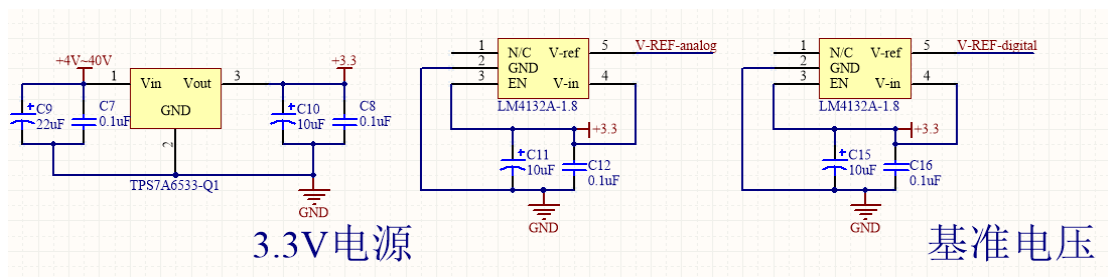 +4V~40V
1
Vin
Vout
3
+3.3
GND
2
C9
22uF
C7
0.1uF
C10
10uF
C8
0.1uF
TPS7A6533-Q1
GND
3.3V电源
1
N/C
V-ref
5
V-REF-analog
2
GND
3
EN
V-in
4
LM4132A-1.8
+3.3
C11
10uF
C12
0.1uF
GND
1
N/C
V-ref
5
V-REF-digital
2
GND
3
EN
V-in
4
LM4132A-1.8
+3.3
C15
10uF
C16
0.1uF
GND
基准电压